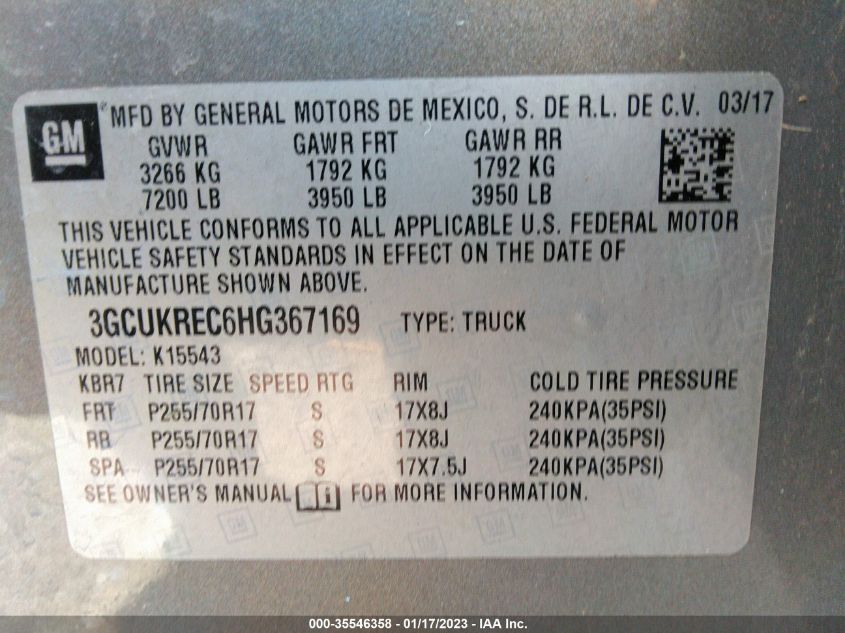 GM MFD BY GENERAL MOTORS DE MEXICO, S. DE R.L. DE C.V. 03/17
GVWR GAWR FRT GAWR RR
3266 KG 1792 KG 1792 KG
7200 LB 3950 LB 3950 LB
THIS VEHICLE CONFORMS TO ALL APPLICABLE U.S. FEDERAL MOTOR
VEHICLE SAFETY STANDARDS IN EFFECT ON THE DATE OF
MANUFACTURE SHOWN ABOVE.
3GCUKREC6HG367169 TYPE: TRUCK
MODEL: K15543
KBR7 TIRE SIZE SPEED RTG RIM COLD TIRE PRESSURE
FRT P255/70R17 S 17X8J 240KPA(35PSI)
RR P255/70R17 S 17X8J 240KPA(35PSI)
SPA P255/70R17 S 17X7.5J 240KPA(35PSI)
SEE OWNER'S MANUAL FOR MORE INFORMATION.
000-35546358 - 01/17/2023 - IAA Inc.